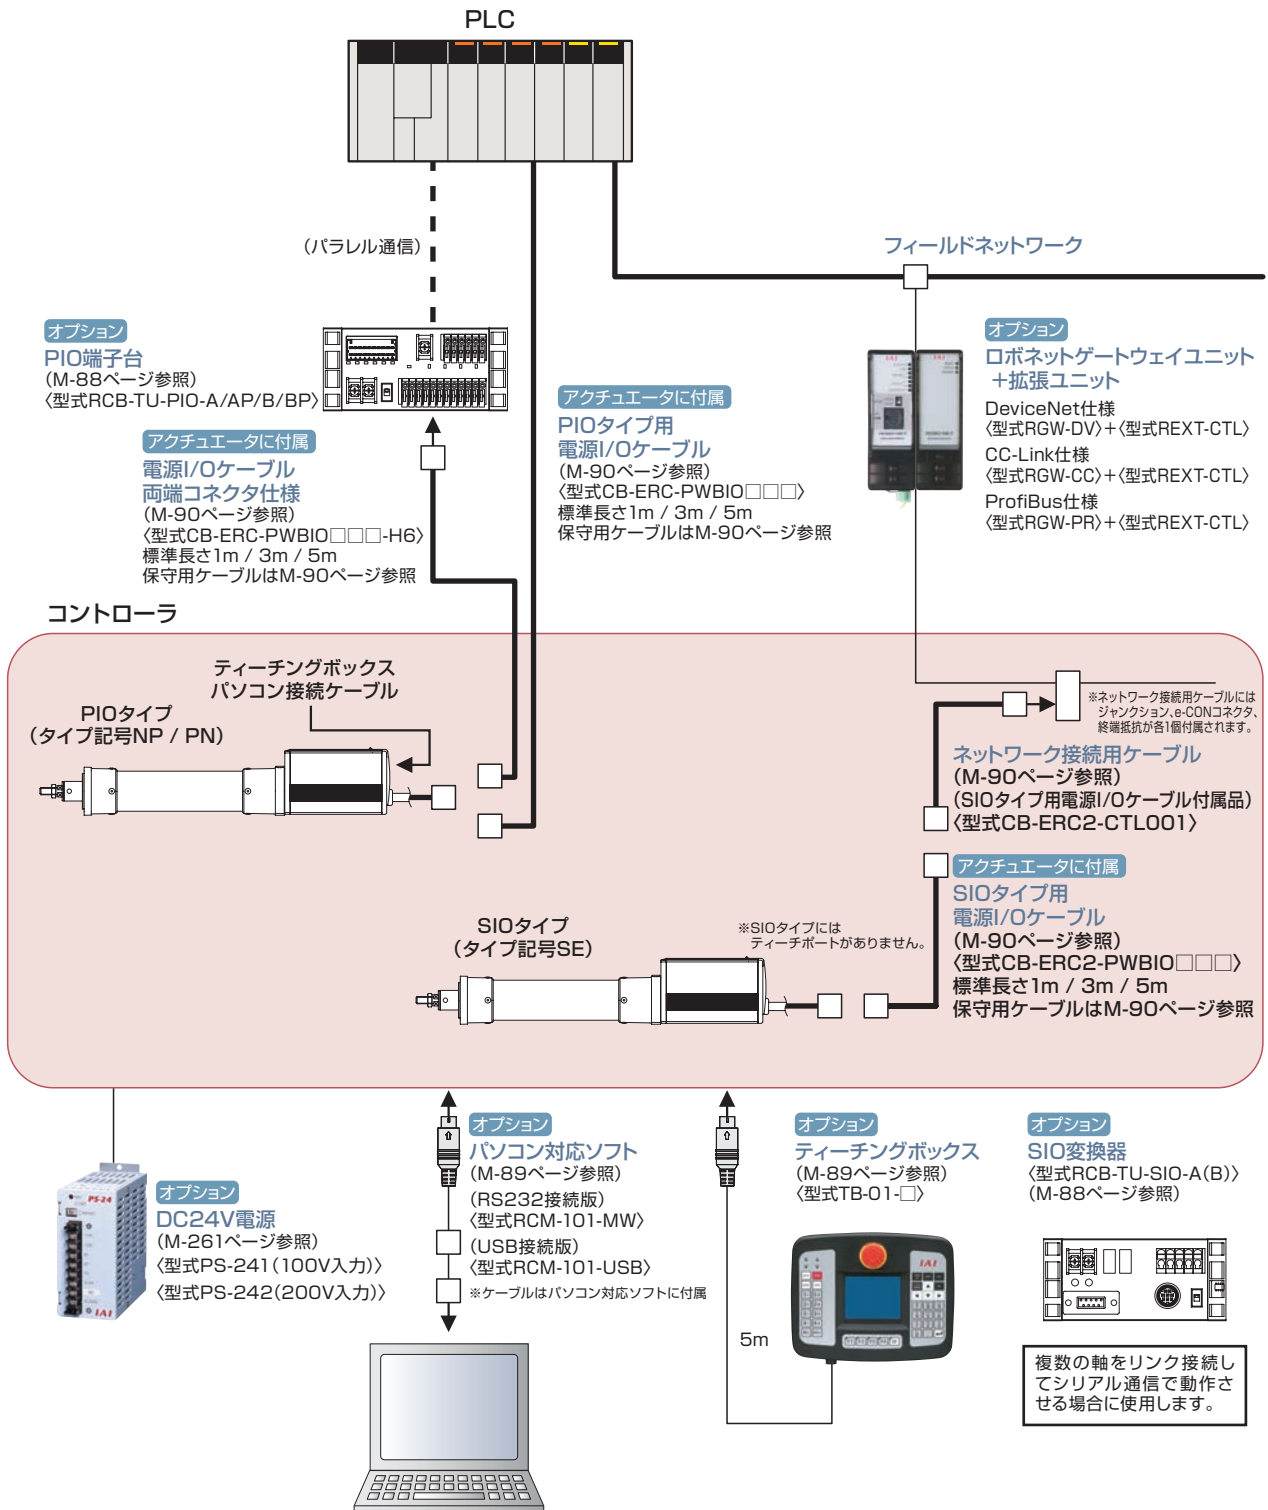 PLC
(パラレル通信)
フィールドネットワーク
オプション
PIO端子台
(M-88ページ参照)
〈型式RCB-TU-PIO-A/AP/B/BP〉
アクチュエータに付属
電源I/Oケーブル
両端コネクタ仕様
(M-90ページ参照)
〈型式CB-ERC-PWBIO□□□-H6〉
標準長さ1m / 3m / 5m
保守用ケーブルはM-90ページ参照
アクチュエータに付属
PIOタイプ用
電源I/Oケーブル
(M-90ページ参照)
〈型式CB-ERC-PWBIO□□□〉
標準長さ1m / 3m / 5m
保守用ケーブルはM-90ページ参照
オプション
ロボネットゲートウェイユニット
+拡張ユニット
DeviceNet仕様
〈型式RGW-DV〉+〈型式REXT-CTL〉
CC-Link仕様
〈型式RGW-CC〉+〈型式REXT-CTL〉
ProfiBus仕様
〈型式RGW-PR〉+〈型式REXT-CTL〉
コントローラ
ティーチングボックス
パソコン接続ケーブル
PIOタイプ
(タイプ記号NP / PN)
※ネットワーク接続用ケーブルには
ジャンクション、e-CONコネクタ、
終端抵抗が各1個付属されます。
ネットワーク接続用ケーブル
(M-90ページ参照)
(SIOタイプ用電源I/Oケーブル付属品)
〈型式CB-ERC2-CTL001〉
アクチュエータに付属
SIOタイプ用
電源I/Oケーブル
(M-90ページ参照)
〈型式CB-ERC2-PWBIO□□□〉
標準長さ1m / 3m / 5m
保守用ケーブルはM-90ページ参照
SIOタイプ
(タイプ記号SE)
※SIOタイプには
ティーチポートがありません。
オプション
DC24V電源
(M-261ページ参照)
〈型式PS-241(100V入力)〉
〈型式PS-242(200V入力)〉
PS-24
IAI
オプション
パソコン対応ソフト
(M-89ページ参照)
(RS232接続版)
〈型式RCM-101-MW〉
(USB接続版)
〈型式RCM-101-USB〉
※ケーブルはパソコン対応ソフトに付属
オプション
ティーチングボックス
(M-89ページ参照)
〈型式TB-01-□〉
IAI
5m
オプション
SIO変換器
〈型式RCB-TU-SIO-A(B)〉
(M-88ページ参照)
複数の軸をリンク接続し
てシリアル通信で動作さ
せる場合に使用します。